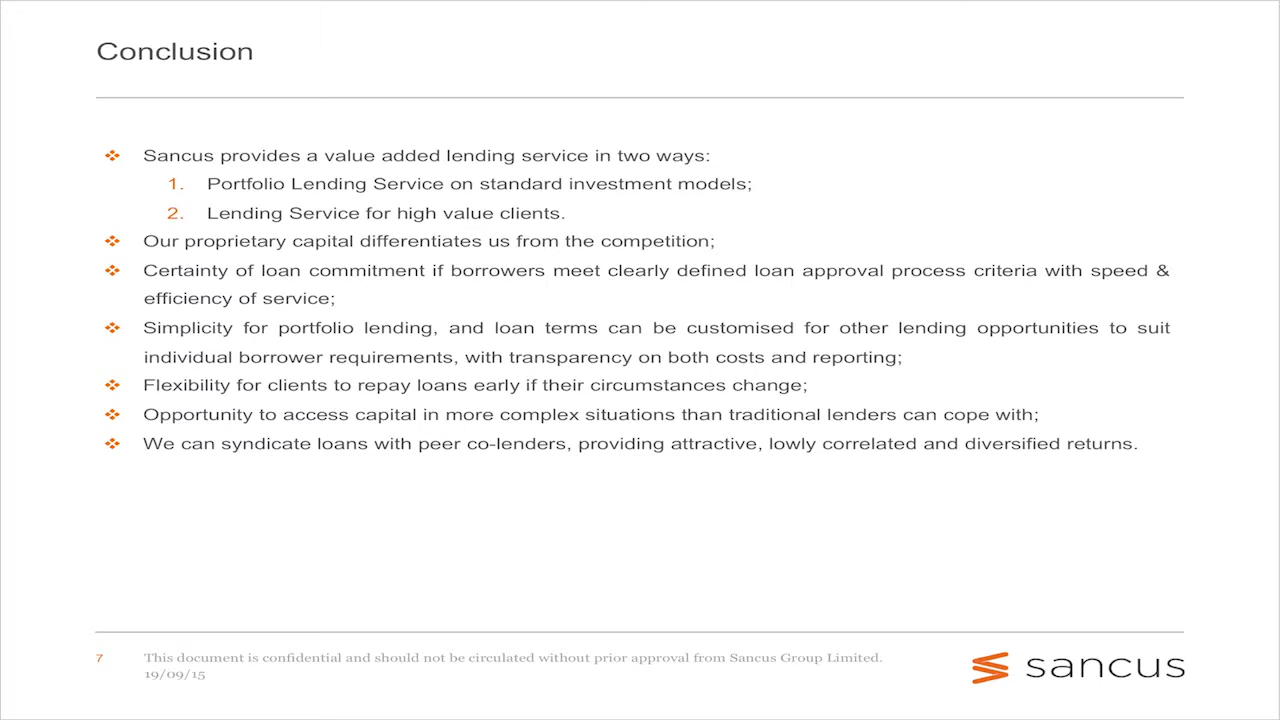 Conclusion
❖ Sancus provides a value added lending service in two ways:
1. Portfolio Lending Service on standard investment models;
2. Lending Service for high value clients.
❖ Our proprietary capital differentiates us from the competition;
❖ Certainty of loan commitment if borrowers meet clearly defined loan approval process criteria with speed &
efficiency of service;
❖ Simplicity for portfolio lending, and loan terms can be customised for other lending opportunities to suit
individual borrower requirements, with transparency on both costs and reporting;
❖ Flexibility for clients to repay loans early if their circumstances change;
❖ Opportunity to access capital in more complex situations than traditional lenders can cope with;
❖ We can syndicate loans with peer co-lenders, providing attractive, lowly correlated and diversified returns.
7 This document is confidential and should not be circulated without prior approval from Sancus Group Limited.
19/09/15
sancus